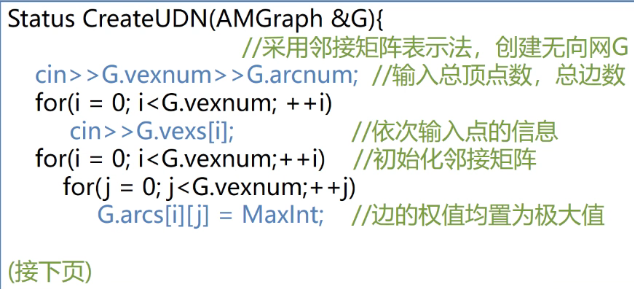 Status CreateUDN(AMGraph &G){
//采用邻接矩阵表示法，创建无向网G
cin>>G.vexnum>>G.arcnum; //输入总顶点数，总边数
for(i = 0; i<G.vexnum; ++i)
cin>>G.vexs[i]; //依次输入点的信息
for(i = 0; i<G.vexnum;++i) //初始化邻接矩阵
for(j = 0; j<G.vexnum;++j)
G.arcs[i][j] = MaxInt; //边的权值均置为极大值
(接下页)